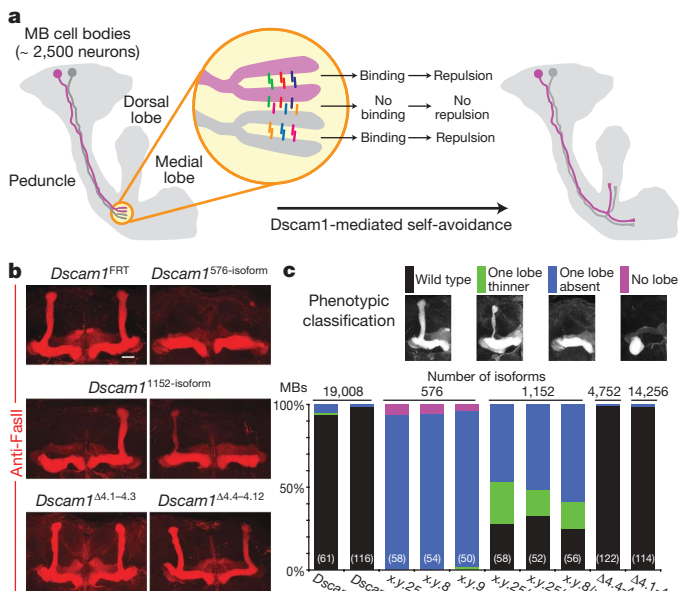 a
MB cell bodies
(~ 2,500 neurons)
Dorsal
lobe
Medial
lobe
Peduncle
Binding
Repulsion
No
binding
No
repulsion
Binding
Repulsion
Dscam1-mediated self-avoidance
b
Dscam1FRT
Dscam1576-isoform
Dscam11152-isoform
Dscam1Δ4.1–4.3
Dscam1Δ4.4–4.12
Anti-FasII
c
Phenotypic
classification
Wild type
One lobe
thinner
One lobe
absent
No lobe
Number of isoforms
MBs
19,008
576
1,152
4,752
14,256
100%
50%
0%
(61)
(116)
(58)
(54)
(50)
(58)
(52)
(56)
(122)
(114)
x.y.8
x.y.9